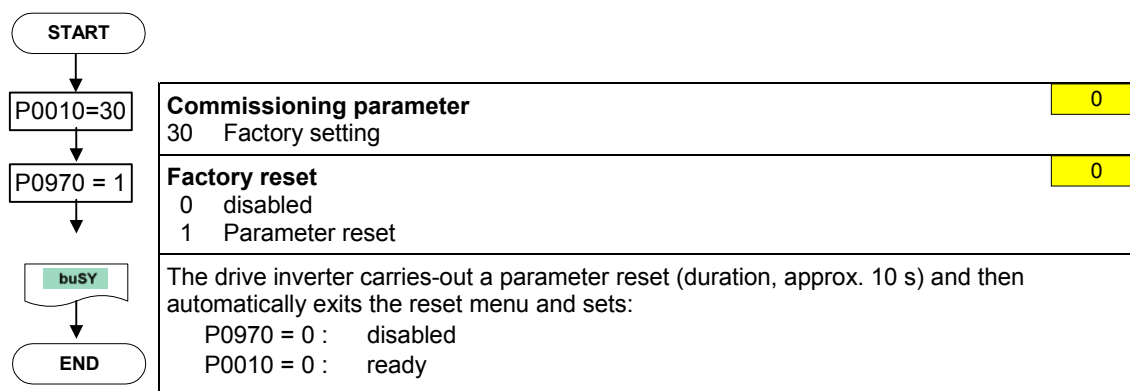 START
P0010=30
Commissioning parameter
0
30 Factory setting
P0970 = 1
Factory reset
0
0 disabled
1 Parameter reset
buSY
The drive inverter carries-out a parameter reset (duration, approx. 10 s) and then
automatically exits the reset menu and sets:
P0970 = 0 : disabled
P0010 = 0 : ready
END